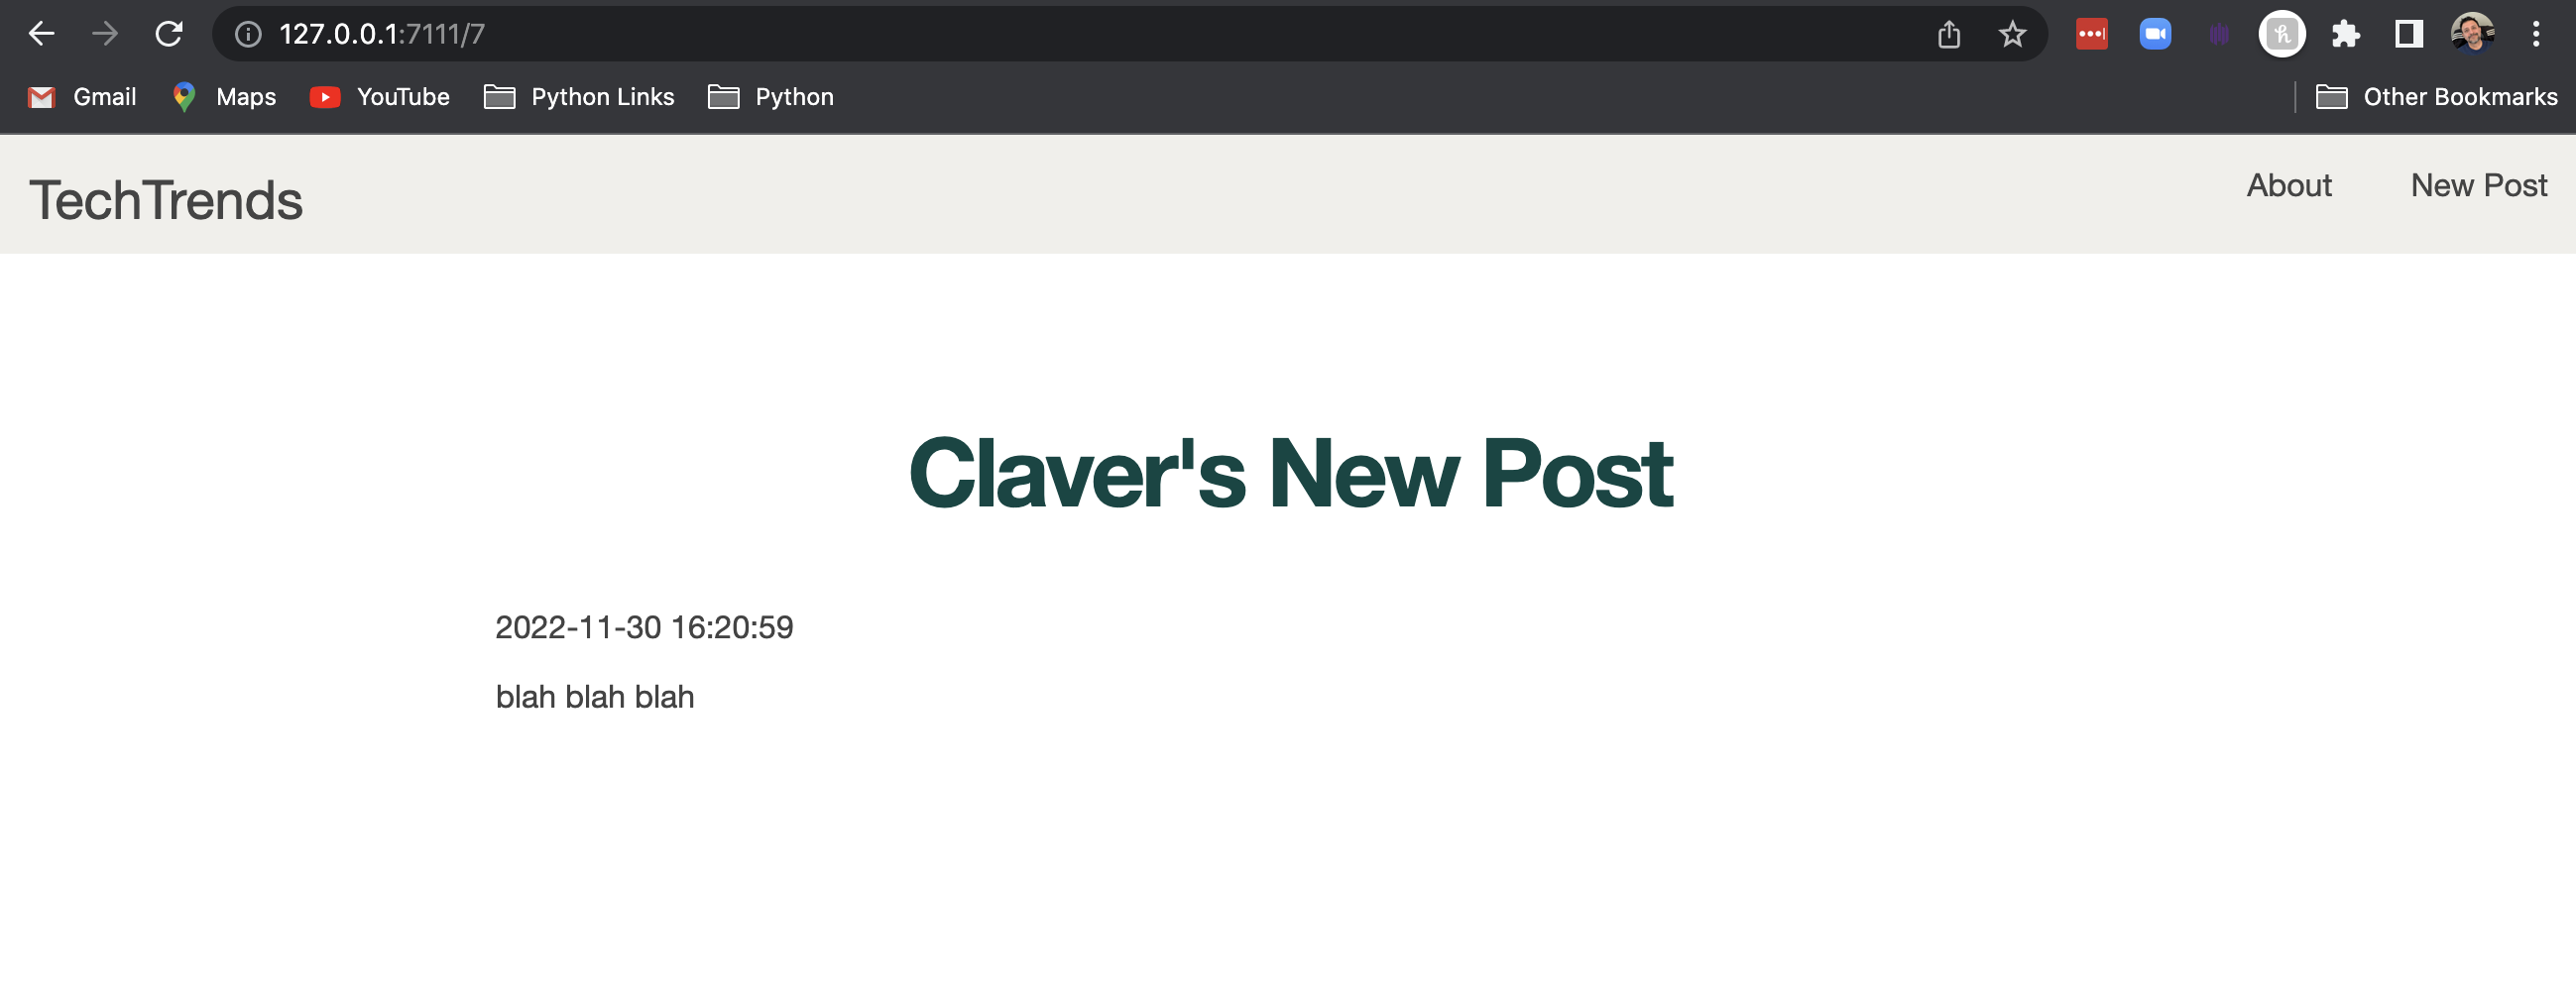 127.0.0.1:7111/7
Gmail Maps YouTube Python Links Python Other Bookmarks
TechTrends About New Post
Claver's New Post
2022-11-30 16:20:59
blah blah blah